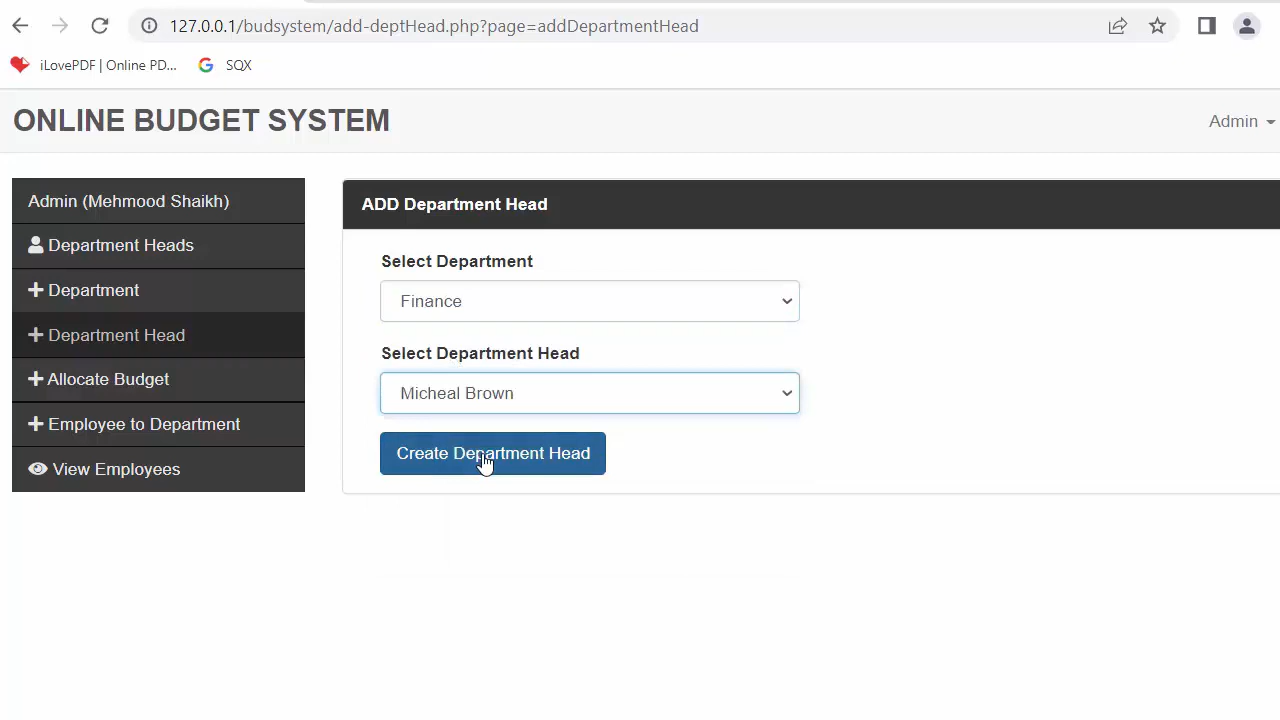 127.0.0.1/budsystem/add-deptHead.php?page=addDepartmentHead
iLovePDF | Online PD... SQX
ONLINE BUDGET SYSTEM
Admin
Admin (Mehmood Shaikh)
Department Heads
Department
Department Head
Allocate Budget
Employee to Department
View Employees
ADD Department Head
Select Department
Finance
Select Department Head
Micheal Brown
Create Department Head